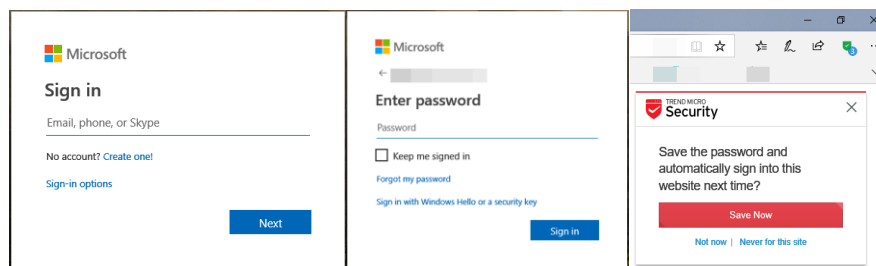 Microsoft
Sign in
Email, phone, or Skype
No account? Create one!
Sign-in options
Next
Microsoft
Enter password
Password
Keep me signed in
Forgot my password
Sign in with Windows Hello or a security key
Sign in
3
TREND MICRO
Security
Save the password and
automatically sign into this
website next time?
Save Now
Not now | Never for this site